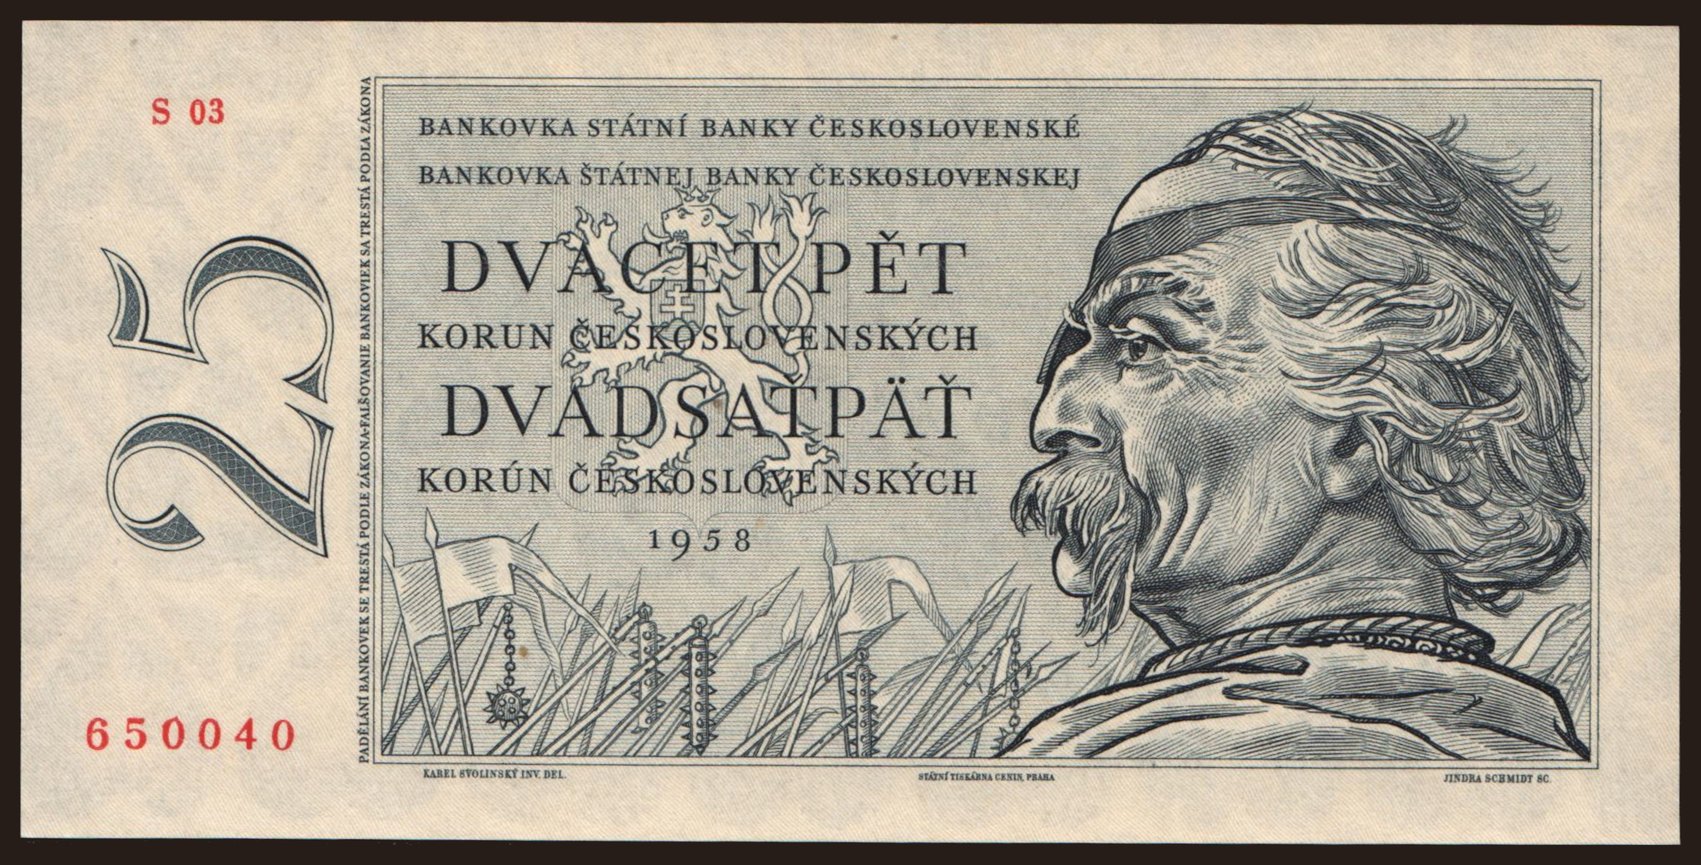 S 03
BANKOVKA STÁTNÍ BANKY ČESKOSLOVENSKÉ
BANKOVKA ŠTÁTNEJ BANKY ČESKOSLOVENSKEJ
DVACET PĚT
KORUN ČESKOSLOVENSKÝCH
DVADSAŤPÄŤ
KORÚN ČESKOSLOVENSKÝCH
1958
25
PADĚLÁNÍ BANKOVEK SE TRESTÁ PODLE ZÁKONA-FALŠOVANIE BANKOVIEK SA TRESTÁ PODĽA ZÁKONA
650040
KAREL SVOLINSKÝ INV. DEL.
STÁTNÍ TISKÁRNA CENIN, PRAHA
JINDRA SCHMIDT SC.